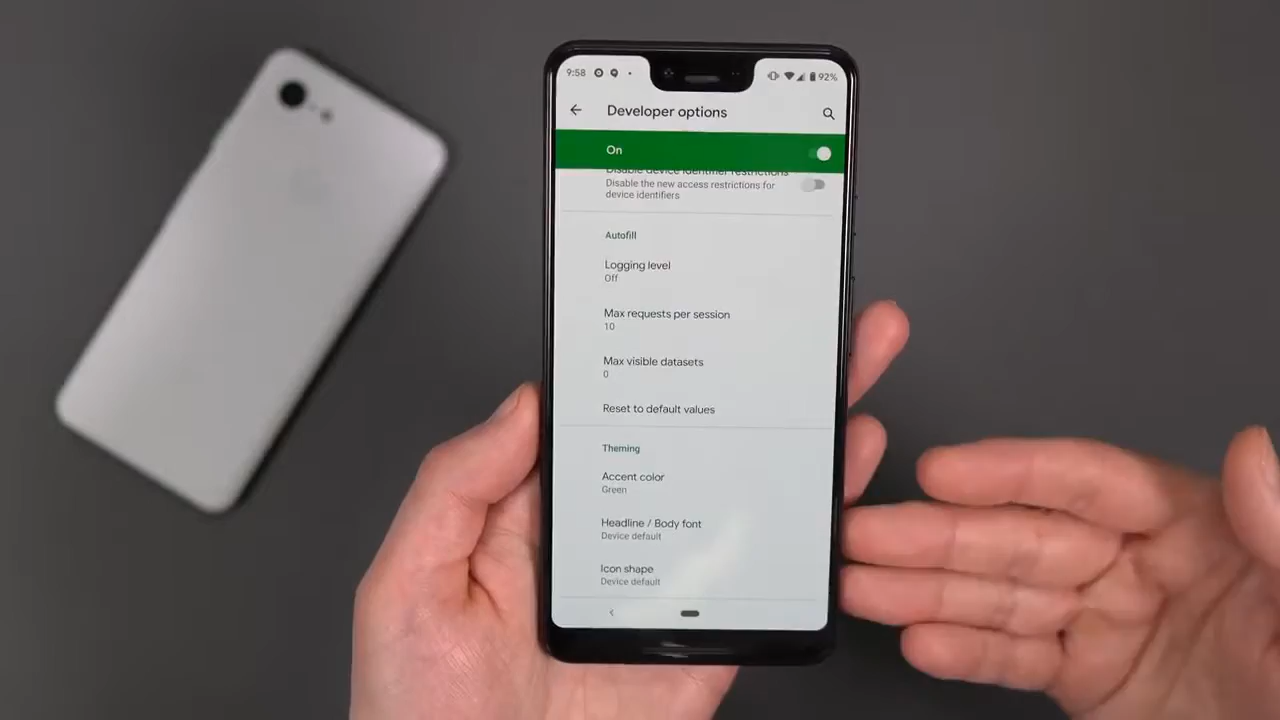 9:58
92%
Developer options
On
Disable device identifier restrictions
Disable the new access restrictions for
device identifiers
Autofill
Logging level
Off
Max requests per session
10
Max visible datasets
0
Reset to default values
Theming
Accent color
Green
Headline / Body font
Device default
Icon shape
Device default